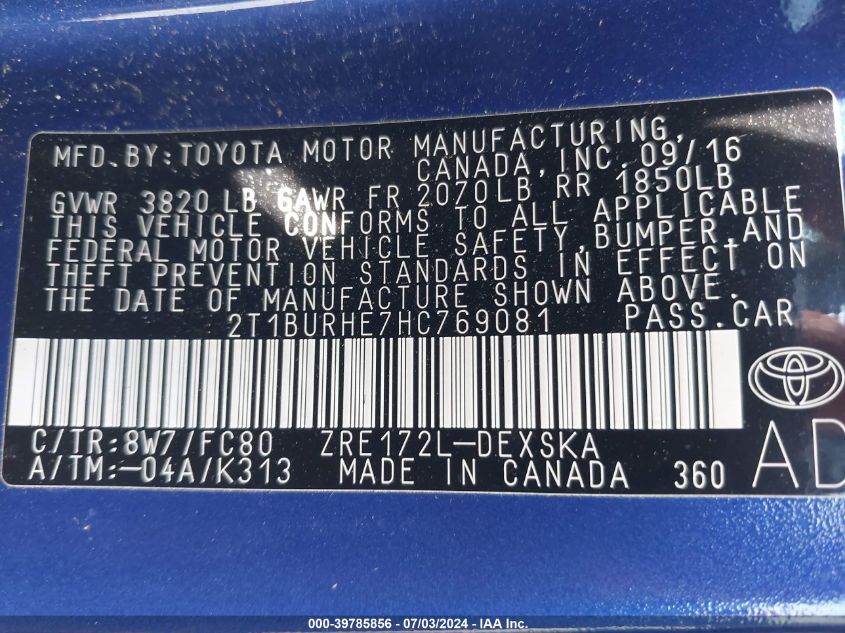 MFD. BY: TOYOTA MOTOR MANUFACTURING,
CANADA, INC. 09/16
GVWR 3820 LB GAWR FR 2070LB RR 1850LB
THIS VEHICLE CONFORMS TO ALL APPLICABLE
FEDERAL MOTOR VEHICLE SAFETY, BUMPER, AND
THEFT PREVENTION STANDARDS IN EFFECT ON
THE DATE OF MANUFACTURE SHOWN ABOVE.
2T1BURHE7HC769081 PASS.CAR
C/TR:8W7/FC80 ZRE172L-DEXSKA
A/TM:-04A/K313 MADE IN CANADA 360 AD
000-39785856 / 07/03/2024 - IAA Inc.